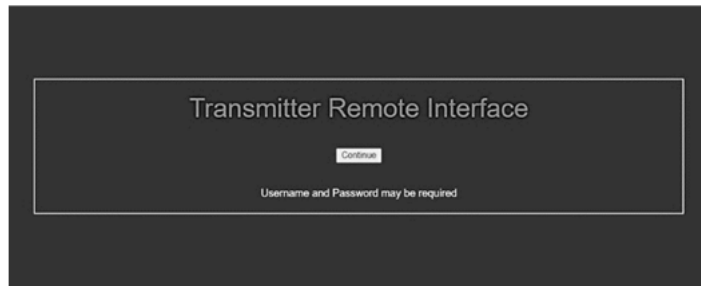 Transmitter Remote Interface
Continue
Username and Password may be required